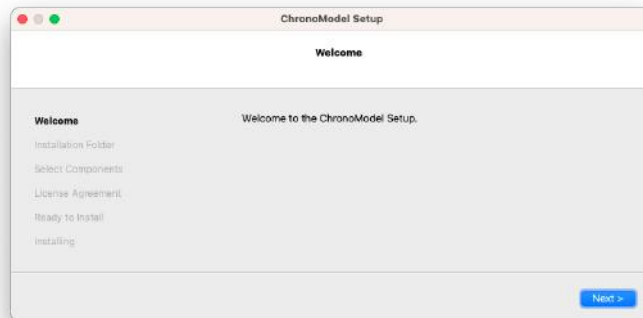 ChronoModel Setup
Welcome
Welcome
Welcome to the ChronoModel Setup.
Installation Folder
Select Components
License Agreement
Ready to Install
Installing
Next >